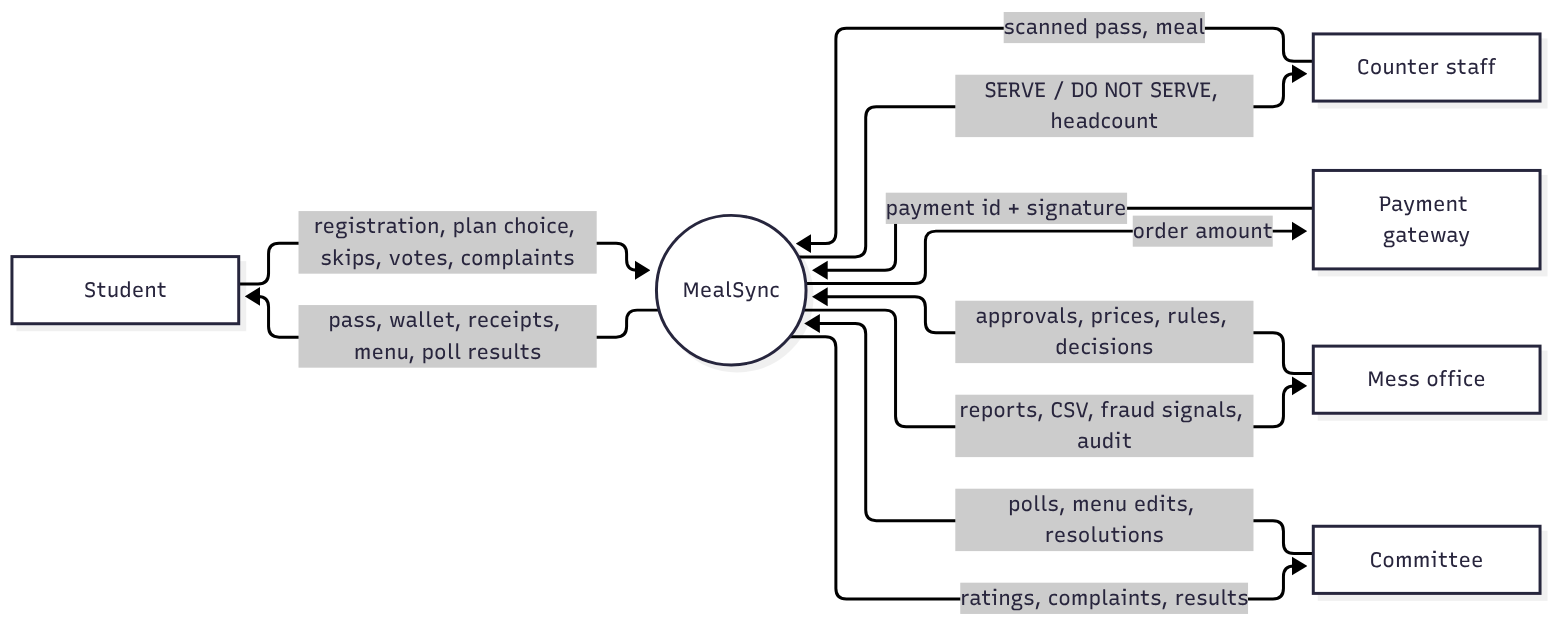 scanned pass, meal
Counter staff
SERVE / DO NOT SERVE,
headcount
payment id + signature
Payment
gateway
order amount
registration, plan choice,
skips, votes, complaints
Student
MealSync
pass, wallet, receipts,
menu, poll results
approvals, prices, rules,
decisions
Mess office
reports, CSV, fraud signals,
audit
polls, menu edits,
resolutions
Committee
ratings, complaints, results